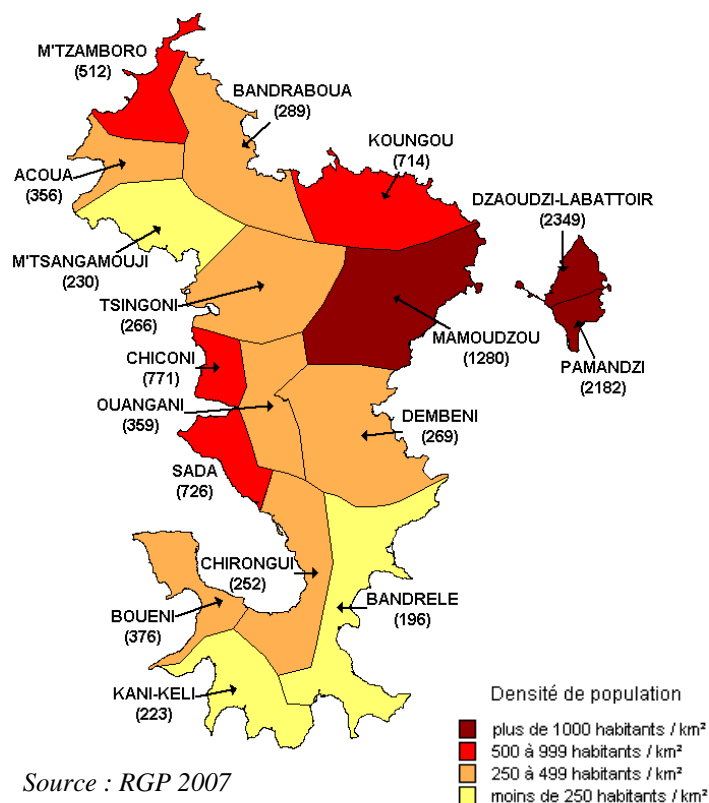 M'TZAMBORO
(512)
BANDRABOUA
(289)
KOUNGOU
(714)
ACOUA
(356)
DZAOUDZI-LABATTOIR
(2349)
M'TSANGAMOUJI
(230)
TSINGONI
(266)
MAMOUDZOU
(1280)
PAMANDZI
(2182)
CHICONI
(771)
OUANGANI
(359)
DEMBENI
(269)
SADA
(726)
CHIRONGUI
(252)
BANDRELE
(196)
BOUENI
(376)
KANI-KELI
(223)
Densité de population
plus de 1000 habitants / km²
500 à 999 habitants / km²
250 à 499 habitants / km²
moins de 250 habitants / km²
Source : RGP 2007